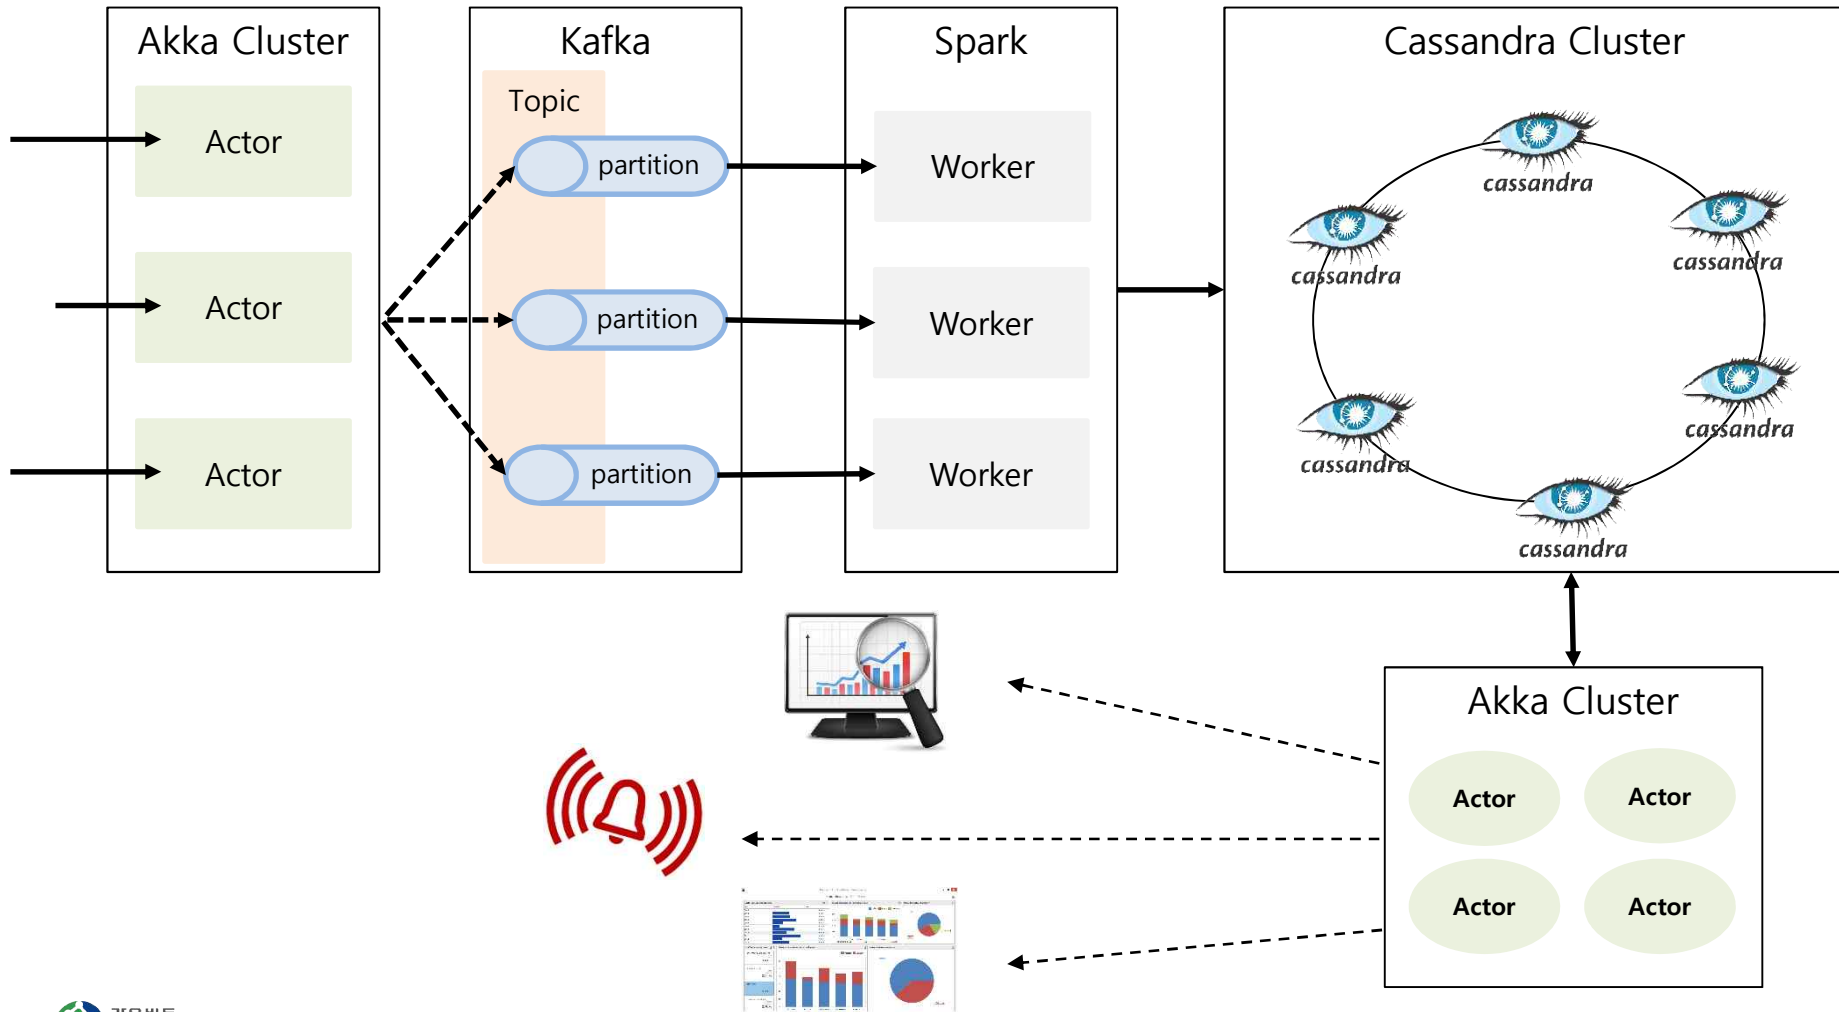 Akka Cluster
Actor
Actor
Actor
Kafka
Topic
partition
partition
partition
Spark
Worker
Worker
Worker
Cassandra Cluster
cassandra
cassandra
cassandra
cassandra
cassandra
cassandra
Akka Cluster
Actor
Actor
Actor
Actor